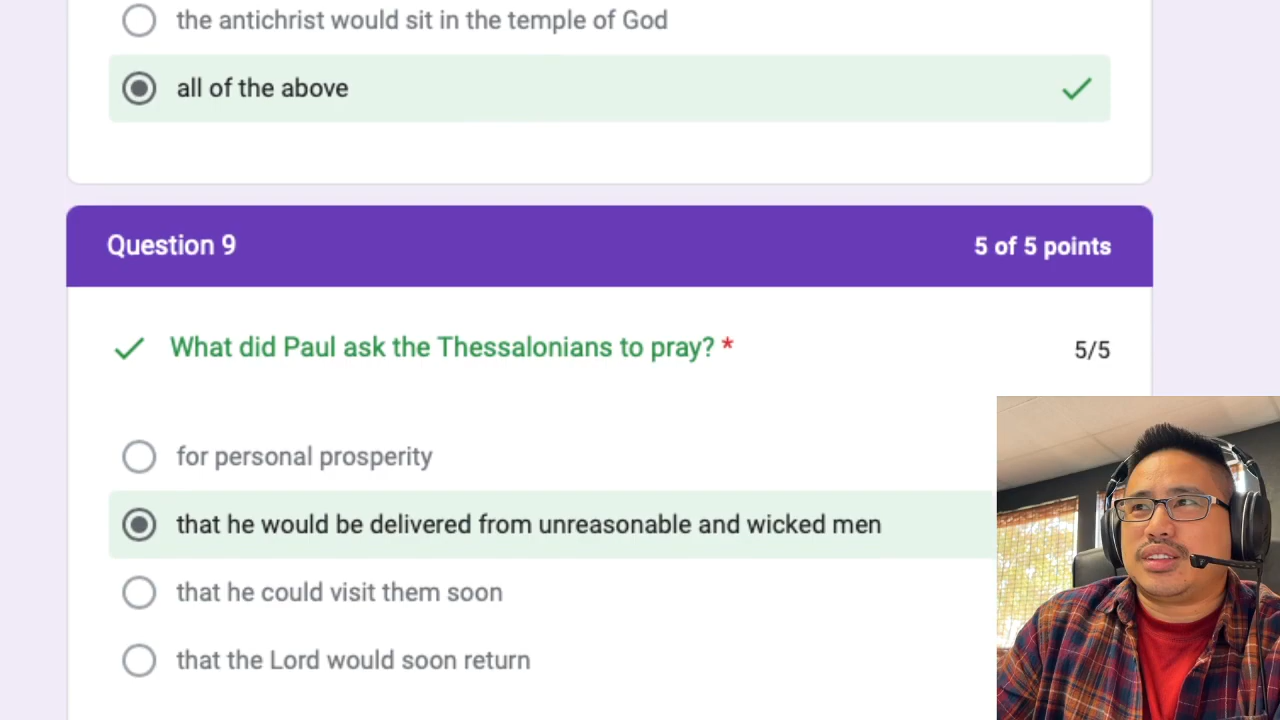 the antichrist would sit in the temple of God
all of the above
Question 9
5 of 5 points
What did Paul ask the Thessalonians to pray? *
5/5
for personal prosperity
that he would be delivered from unreasonable and wicked men
that he could visit them soon
that the Lord would soon return